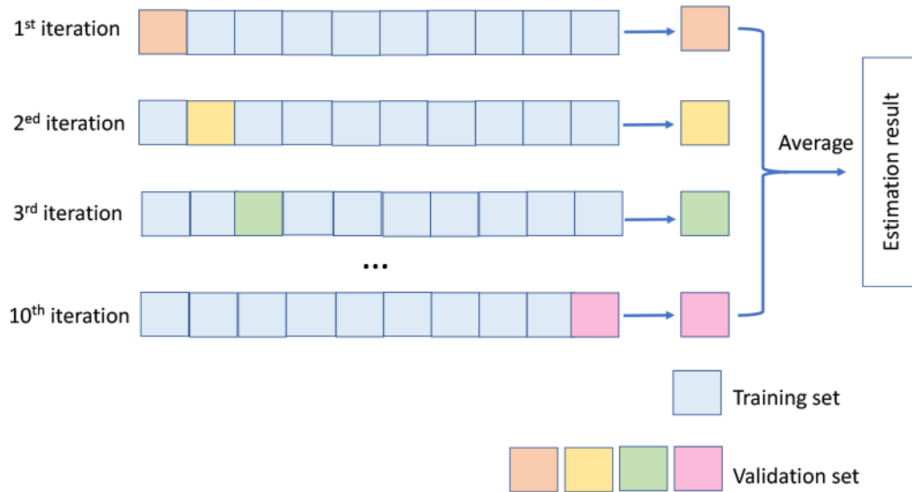 1st iteration
2ed iteration
3rd iteration
...
10th iteration
Average
Estimation result
Training set
Validation set